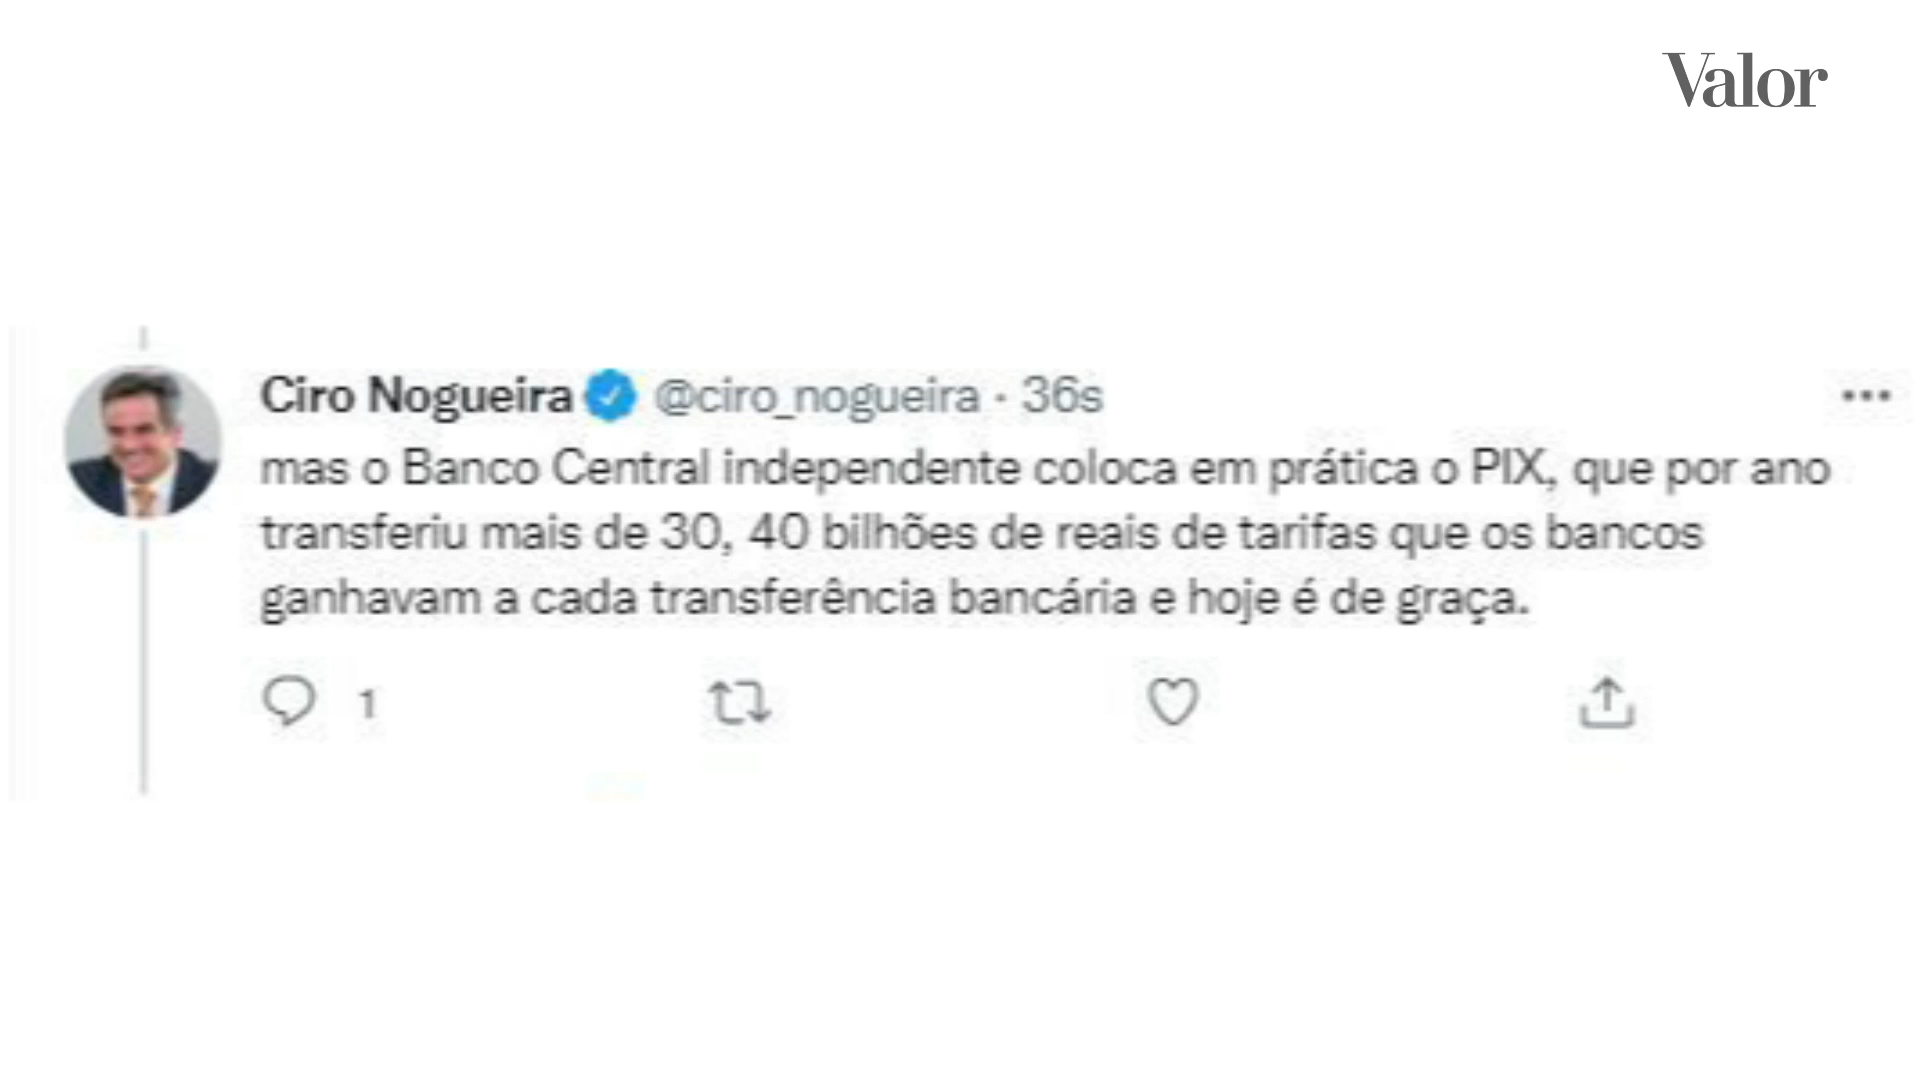 Valor
Ciro Nogueira @ciro_nogueira · 36s
mas o Banco Central independente coloca em prática o PIX, que por ano
transferiu mais de 30, 40 bilhões de reais de tarifas que os bancos
ganhavam a cada transferência bancária e hoje é de graça.
1